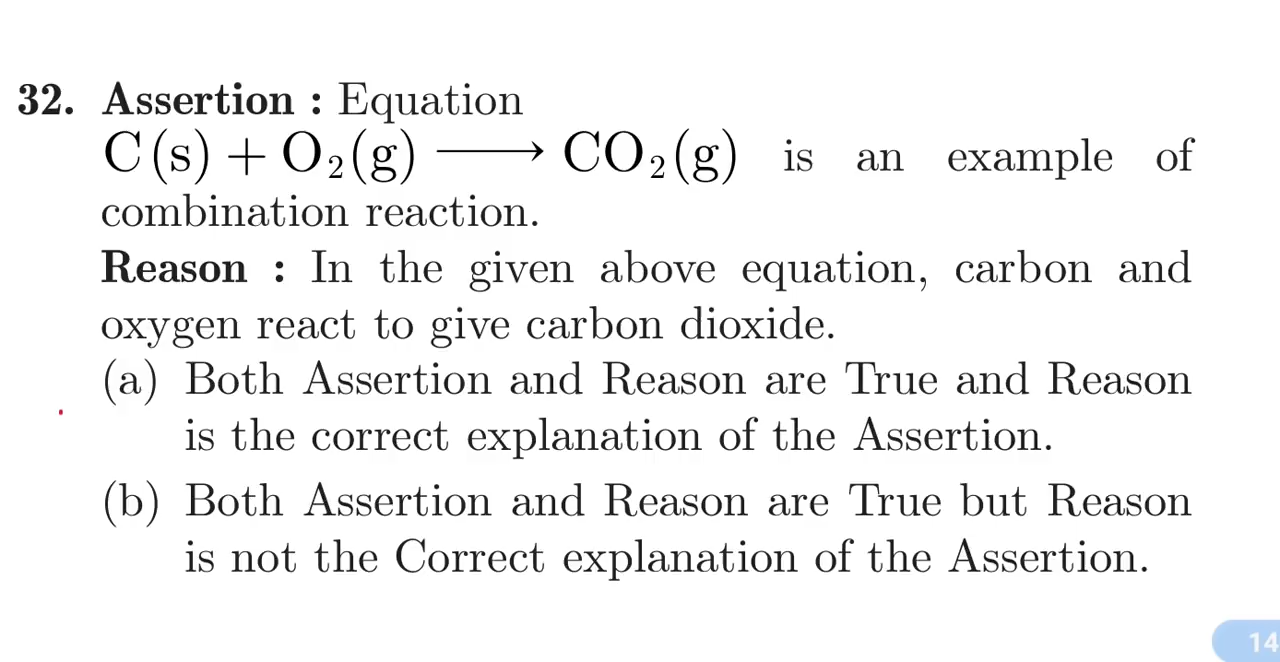 32. Assertion : Equation
C(s) + O₂(g) ⟶ CO₂(g) is an example of
combination reaction.
Reason : In the given above equation, carbon and
oxygen react to give carbon dioxide.
(a) Both Assertion and Reason are True and Reason
is the correct explanation of the Assertion.
(b) Both Assertion and Reason are True but Reason
is not the Correct explanation of the Assertion.
14